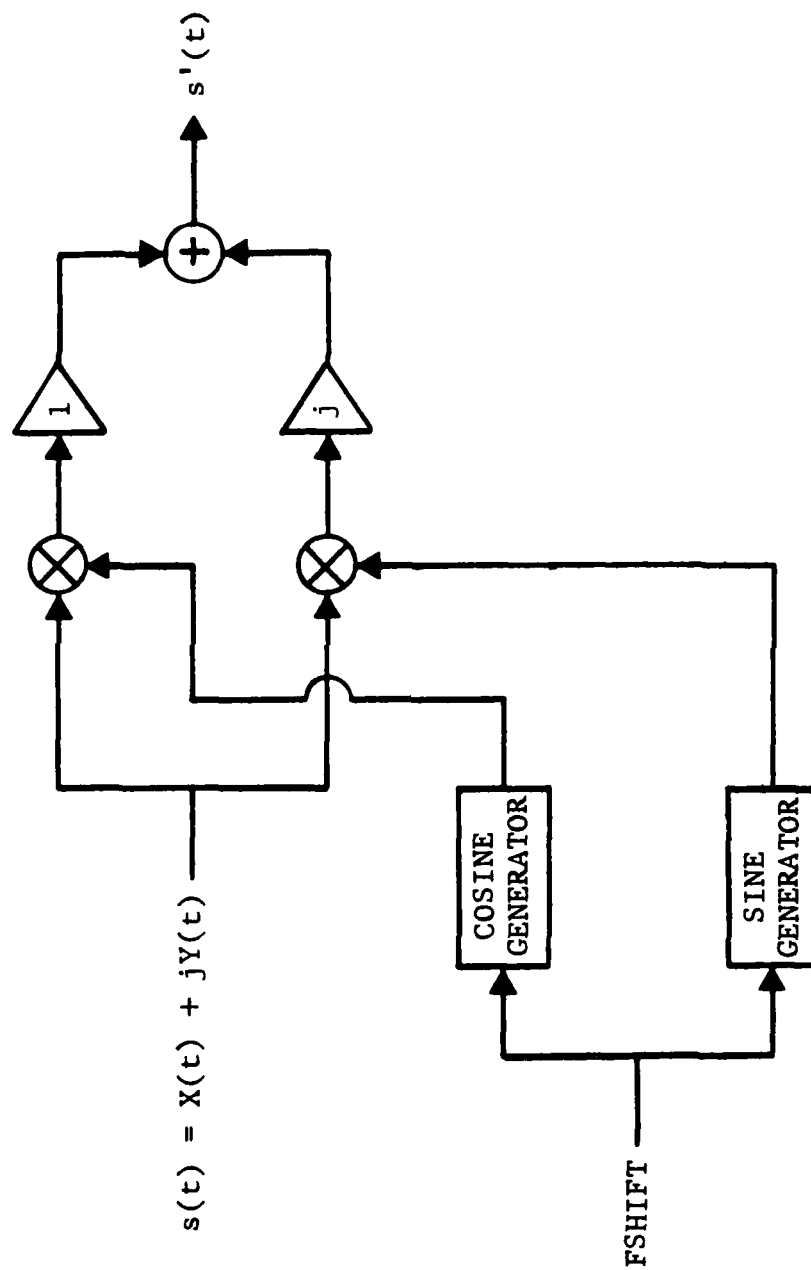 s(t) = X(t) + jY(t)
1
j
+
s'(t)
FSHIFT
COSINE
GENERATOR
SINE
GENERATOR